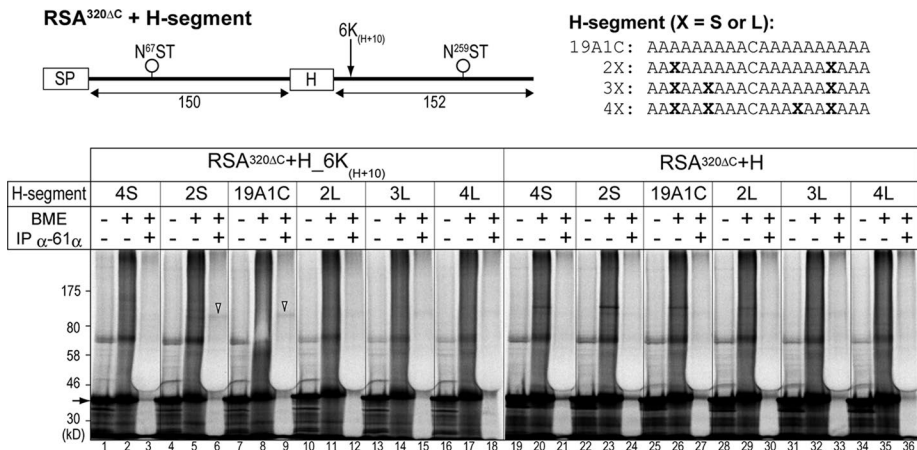 RSA³²⁰ΔC + H-segment
6K(H+10)
N⁶⁷ST
N²⁵⁹ST
SP
H
150
152
H-segment (X = S or L):
19A1C: AAAAAAAAACAAAAAAAAAA
2X: AAXAAAAAACAAAAAAXAAA
3X: AAXAAXAAACAAAAAAXAAA
4X: AAXAAXAAACAAAXAAXAAA
RSA³²⁰ΔC+H_6K(H+10)
RSA³²⁰ΔC+H
H-segment 4S 2S 19A1C 2L 3L 4L 4S 2S 19A1C 2L 3L 4L
BME - + + - + + - + + - + + - + + - + + - + + - + + - + + - + + - + + - + +
IP α-61α - - + - - + - - + - - + - - + - - + - - + - - + - - + - - + - - + - - +
175
80
58
46
30
(kD)
1 2 3 4 5 6 7 8 9 10 11 12 13 14 15 16 17 18 19 20 21 22 23 24 25 26 27 28 29 30 31 32 33 34 35 36